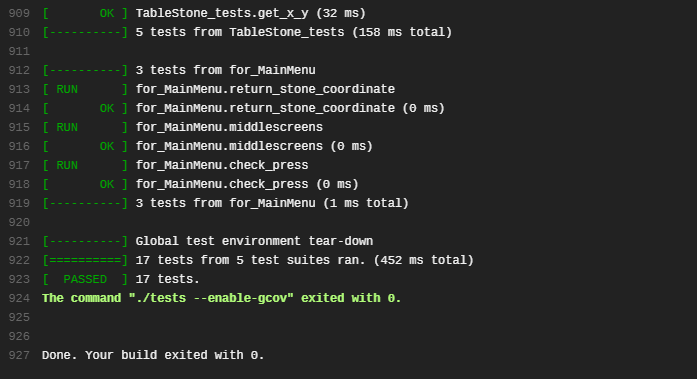 909 [       OK ] TableStone_tests.get_x_y (32 ms)
910 [----------] 5 tests from TableStone_tests (158 ms total)
911
912 [----------] 3 tests from for_MainMenu
913 [ RUN      ] for_MainMenu.return_stone_coordinate
914 [       OK ] for_MainMenu.return_stone_coordinate (0 ms)
915 [ RUN      ] for_MainMenu.middlescreens
916 [       OK ] for_MainMenu.middlescreens (0 ms)
917 [ RUN      ] for_MainMenu.check_press
918 [       OK ] for_MainMenu.check_press (0 ms)
919 [----------] 3 tests from for_MainMenu (1 ms total)
920
921 [----------] Global test environment tear-down
922 [==========] 17 tests from 5 test suites ran. (452 ms total)
923 [  PASSED  ] 17 tests.
924 The command "./tests --enable-gcov" exited with 0.
925
926
927 Done. Your build exited with 0.